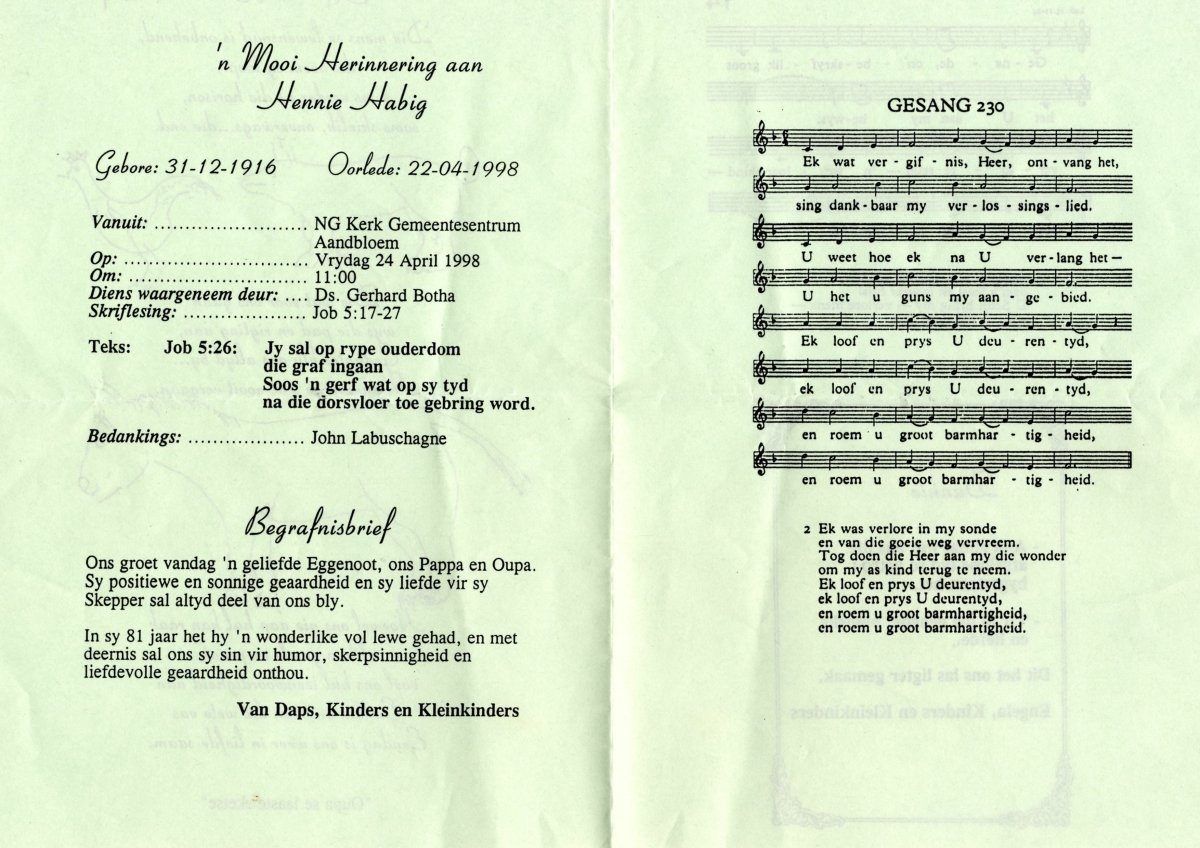 'n Mooi Herinnering aan
Hennie Habig
Gebore: 31-12-1916 Oorlede: 22-04-1998
Vanuit: ........................ NG Kerk Gemeentesentrum
Aandbloem
Op: ............................. Vrydag 24 April 1998
Om: ............................ 11:00
Diens waargeneem deur: .... Ds. Gerhard Botha
Skriflesing: ................... Job 5:17-27
Teks: Job 5:26: Jy sal op rype ouderdom
die graf ingaan
Soos 'n gerf wat op sy tyd
na die dorsvloer toe gebring word.
Bedankings: .................. John Labuschagne
Begrafnisbrief
Ons groet vandag 'n geliefde Eggenoot, ons Pappa en Oupa.
Sy positiewe en sonnige geaardheid en sy liefde vir sy
Skepper sal altyd deel van ons bly.
In sy 81 jaar het hy 'n wonderlike vol lewe gehad, en met
deernis sal ons sy sin vir humor, skerpsinnigheid en
liefdevolle geaardheid onthou.
Van Daps, Kinders en Kleinkinders
GESANG 230
Ek wat ver - gif - nis, Heer, ont - vang het,
sing dank - baar my ver - los - sings - lied.
U weet hoe ek na U ver - lang het —
U het u guns my aan - ge - bied.
Ek loof en prys U deu - ren - tyd,
ek loof en prys U deu - ren - tyd,
en roem u groot barmhar - tig - heid,
en roem u groot barmhar - tig - heid.
2 Ek was verlore in my sonde
en van die goeie weg vervreem.
Tog doen die Heer aan my die wonder
om my as kind terug te neem.
Ek loof en prys U deurentyd,
ek loof en prys U deurentyd,
en roem u groot barmhartigheid,
en roem u groot barmhartigheid.